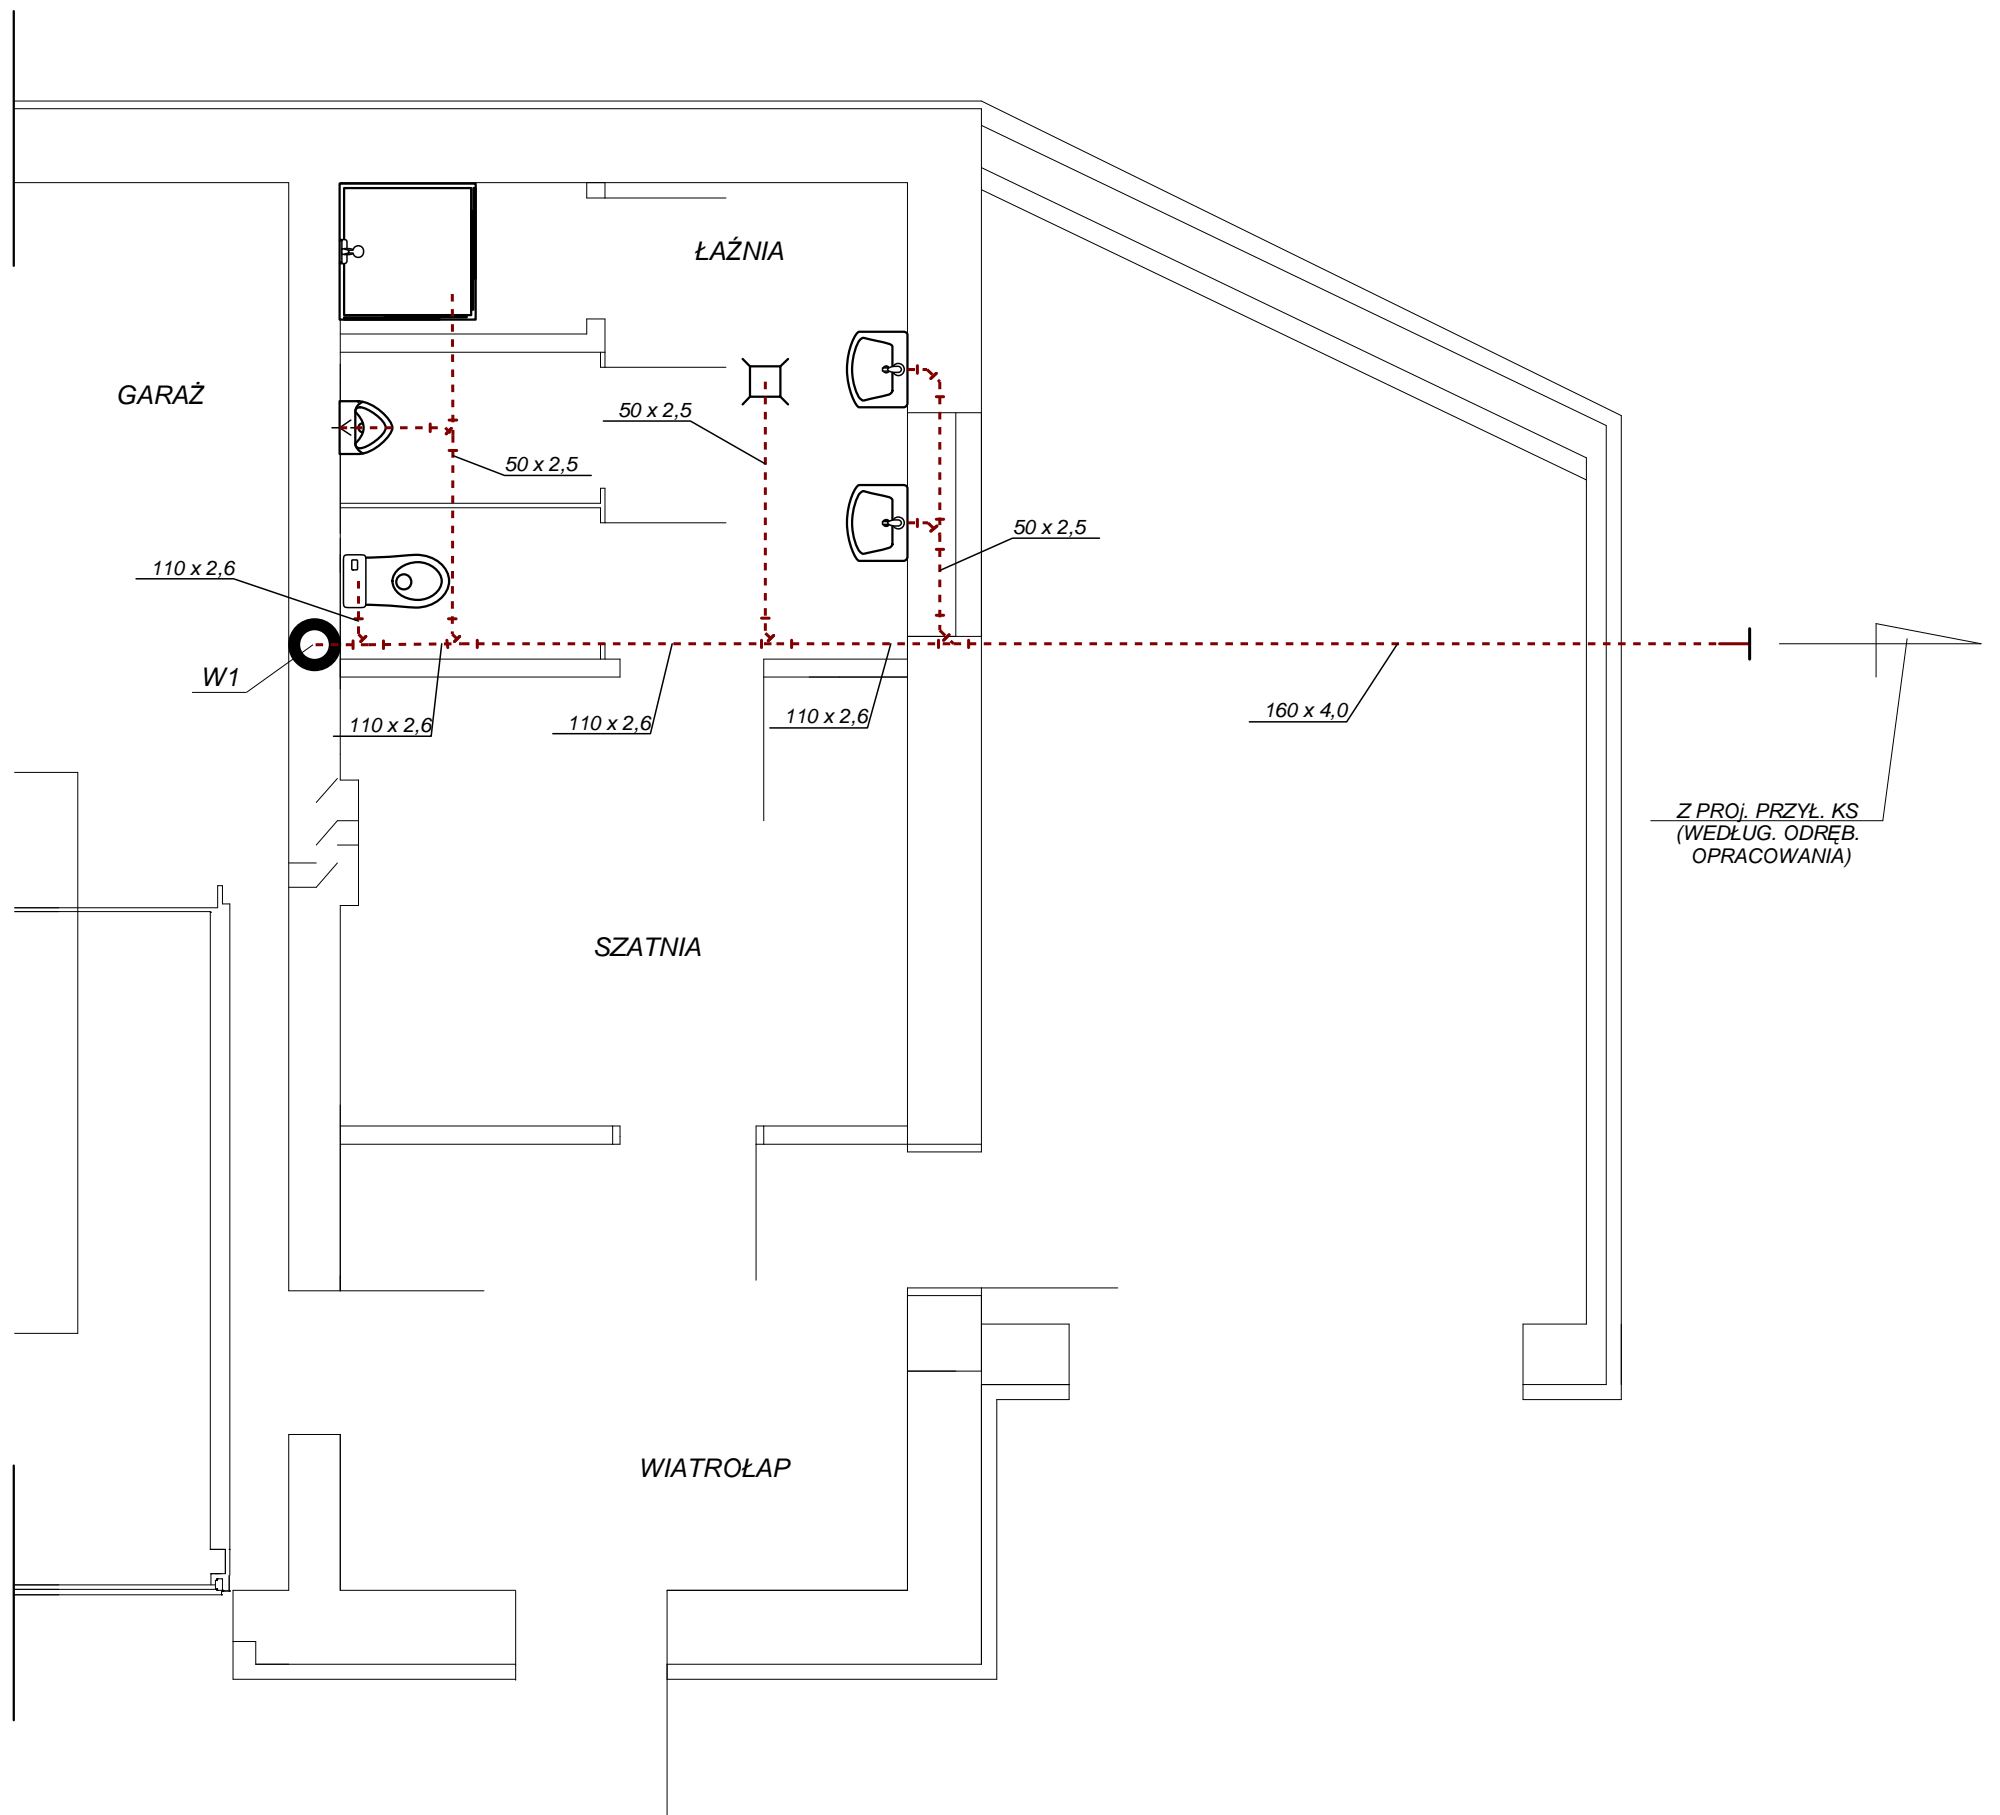 ŁAŹNIA
GARAŻ
50 x 2,5
50 x 2,5
50 x 2,5
110 x 2,6
W1
110 x 2,6
110 x 2,6
110 x 2,6
160 x 4,0
Z PROj. PRZYŁ. KS
(WEDŁUG. ODRĘB.
OPRACOWANIA)
SZATNIA
WIATROŁAP